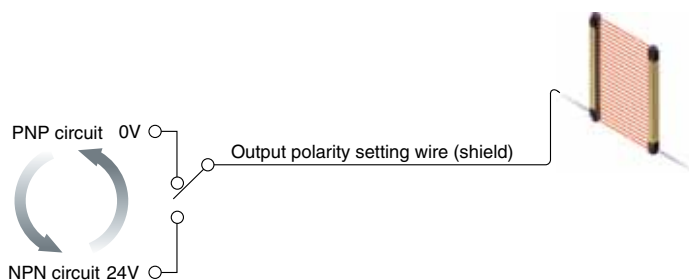 PNP circuit 0V
Output polarity setting wire (shield)
NPN circuit 24V